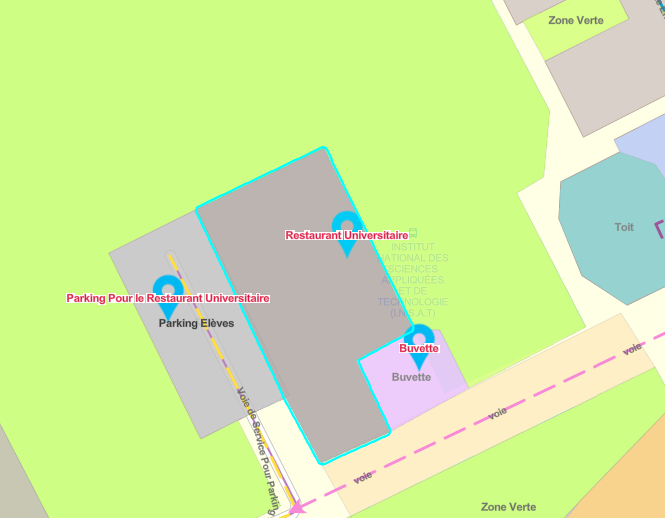 Zone Verte
Toit
Restaurant Universitaire
INSTITUT
NATIONAL DES
SCIENCES
APPLIQUÉES
ET DE
TECHNOLOGIE
(I.N.S.A.T)
Parking Pour le Restaurant Universitaire
Parking Elèves
Buvette
Buvette
voie
voie
voie
Voie de Service Pour Parking
Zone Verte